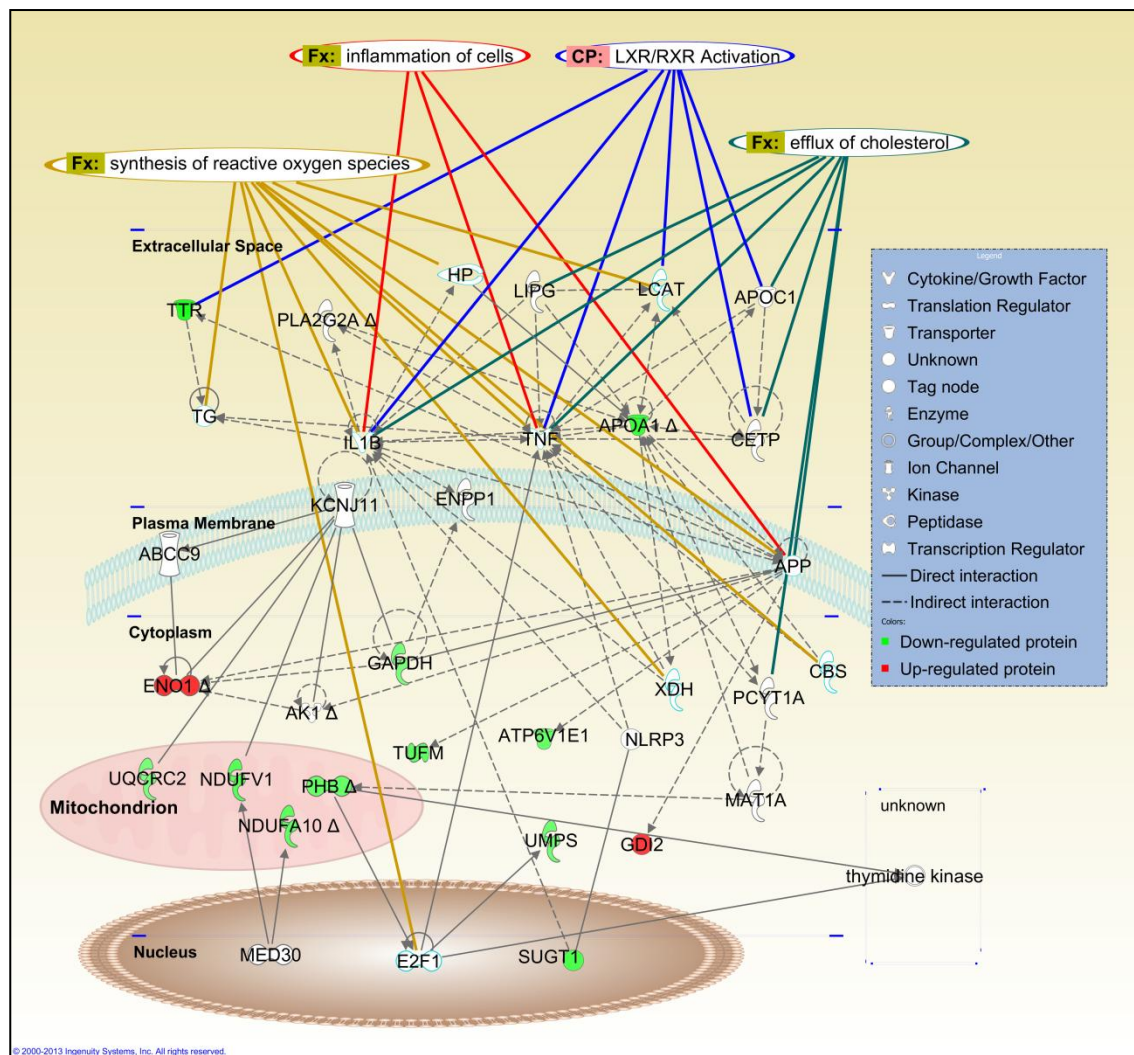 Fx: inflammation of cells
CP: LXR/RXR Activation
Fx: efflux of cholesterol
Fx: synthesis of reactive oxygen species
Extracellular Space
HP
LIPG
LCAT
APOC1
TTR
PLA2G2A Δ
TG
IL1B
TNF
APOA1 Δ
CETP
KCNJ11
ENPP1
Plasma Membrane
ABCC9
APP
Cytoplasm
GAPDH
ENO1 Δ
AK1 Δ
XDH
PCYT1A
CBS
TUFM
ATP6V1E1
NLRP3
UQCRC2
NDUFV1
PHB Δ
MAT1A
Mitochondrion
NDUFA10 Δ
UMPS
GDI2
unknown
thymidine kinase
Nucleus
MED30
E2F1
SUGT1
Legend
Cytokine/Growth Factor
Translation Regulator
Transporter
Unknown
Tag node
Enzyme
Group/Complex/Other
Ion Channel
Kinase
Peptidase
Transcription Regulator
Direct interaction
Indirect interaction
Colors:
Down-regulated protein
Up-regulated protein
© 2000-2013 Ingenuity Systems, Inc. All rights reserved.